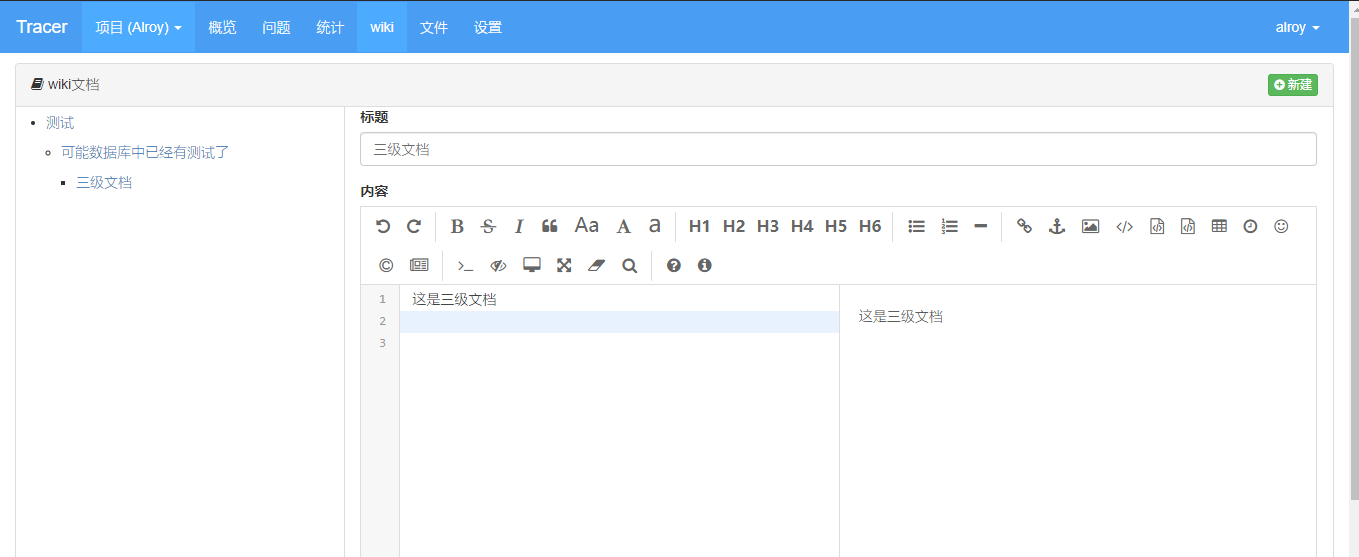 Tracer 项目 (Alroy) 概览 问题 统计 wiki 文件 设置 alroy
wiki文档 新建
测试
可能数据库中已经有测试了
三级文档
标题
三级文档
内容
B S I Aa A a H1 H2 H3 H4 H5 H6
1 这是三级文档
2
3
这是三级文档